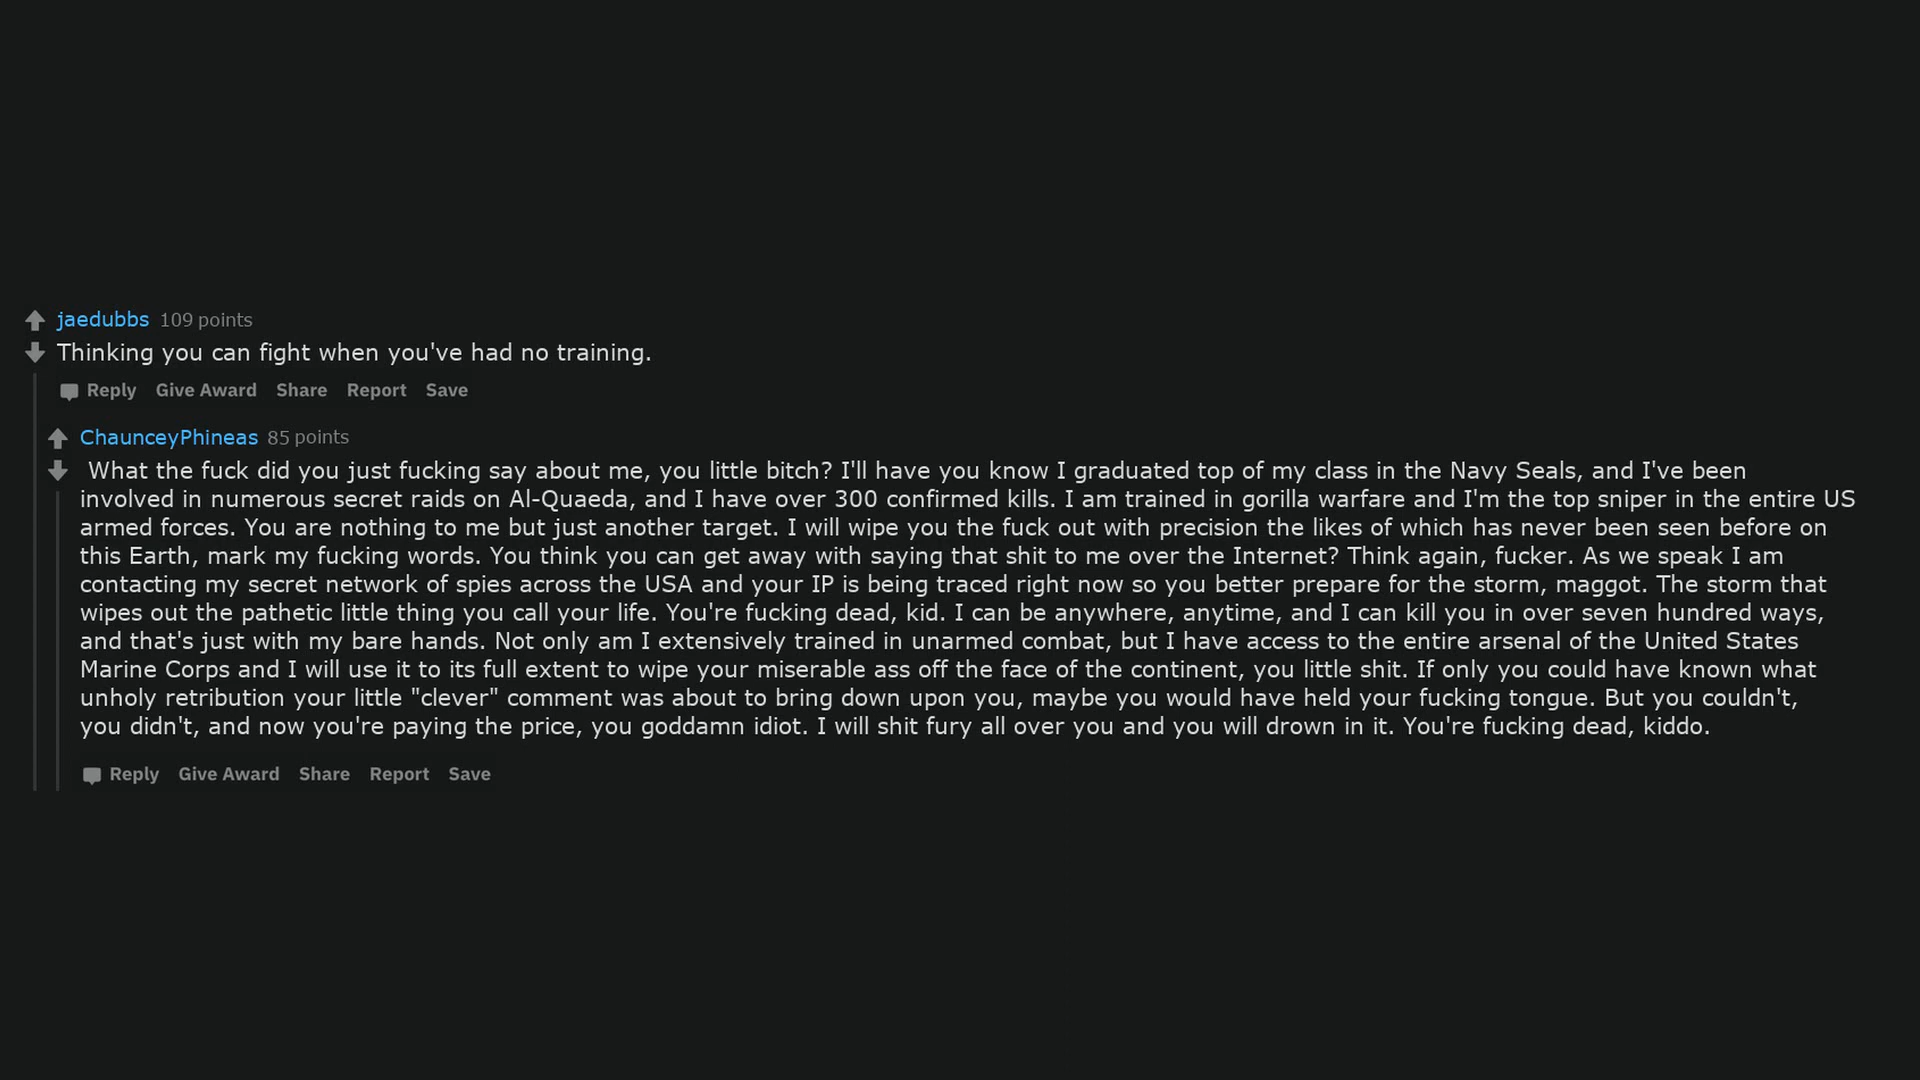 jaedubbs 109 points
Thinking you can fight when you've had no training.
Reply Give Award Share Report Save
ChaunceyPhineas 85 points
What the fuck did you just fucking say about me, you little bitch? I'll have you know I graduated top of my class in the Navy Seals, and I've been
involved in numerous secret raids on Al-Quaeda, and I have over 300 confirmed kills. I am trained in gorilla warfare and I'm the top sniper in the entire US
armed forces. You are nothing to me but just another target. I will wipe you the fuck out with precision the likes of which has never been seen before on
this Earth, mark my fucking words. You think you can get away with saying that shit to me over the Internet? Think again, fucker. As we speak I am
contacting my secret network of spies across the USA and your IP is being traced right now so you better prepare for the storm, maggot. The storm that
wipes out the pathetic little thing you call your life. You're fucking dead, kid. I can be anywhere, anytime, and I can kill you in over seven hundred ways,
and that's just with my bare hands. Not only am I extensively trained in unarmed combat, but I have access to the entire arsenal of the United States
Marine Corps and I will use it to its full extent to wipe your miserable ass off the face of the continent, you little shit. If only you could have known what
unholy retribution your little "clever" comment was about to bring down upon you, maybe you would have held your fucking tongue. But you couldn't,
you didn't, and now you're paying the price, you goddamn idiot. I will shit fury all over you and you will drown in it. You're fucking dead, kiddo.
Reply Give Award Share Report Save